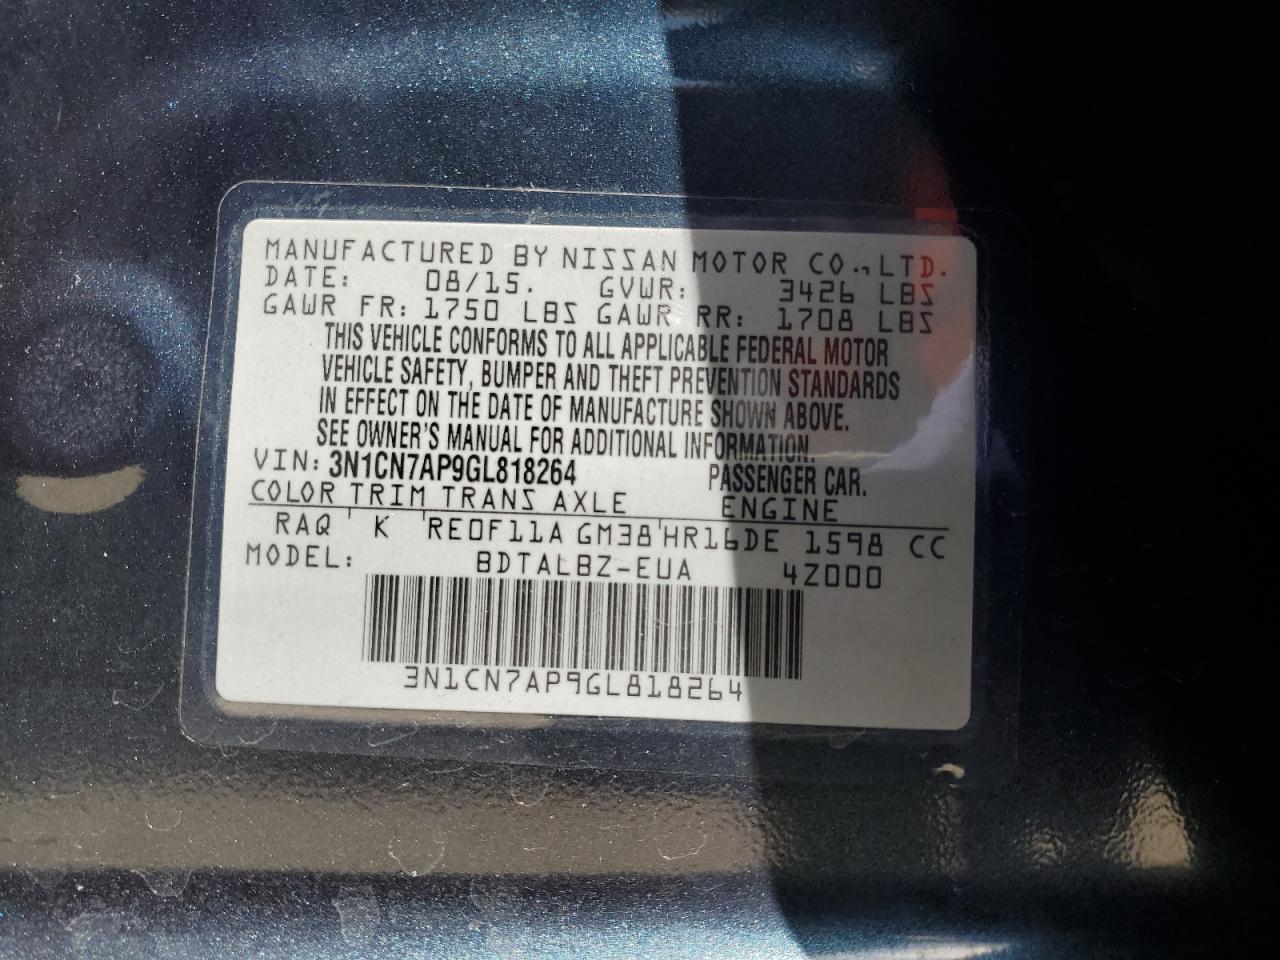 MANUFACTURED BY NISSAN MOTOR CO., LTD.
DATE: 08/15. GVWR: 3426 LBS
GAWR FR: 1750 LBS GAWR RR: 1708 LBS
THIS VEHICLE CONFORMS TO ALL APPLICABLE FEDERAL MOTOR
VEHICLE SAFETY, BUMPER AND THEFT PREVENTION STANDARDS
IN EFFECT ON THE DATE OF MANUFACTURE SHOWN ABOVE.
SEE OWNER'S MANUAL FOR ADDITIONAL INFORMATION.
VIN: 3N1CN7AP9GL818264 PASSENGER CAR.
COLOR TRIM TRANS AXLE ENGINE
RAQ K RE0F11A GM38 HR16DE 1598 CC
MODEL: BDTALBZ-EUA 4Z000
3N1CN7AP9GL818264